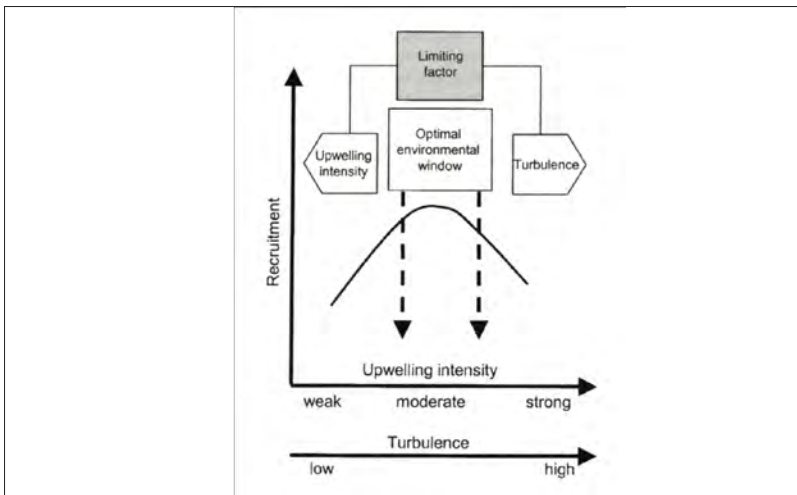 Limiting
factor
Upwelling
intensity
Optimal
environmental
window
Turbulence
Recruitment
Upwelling intensity
weak moderate strong
Turbulence
low high